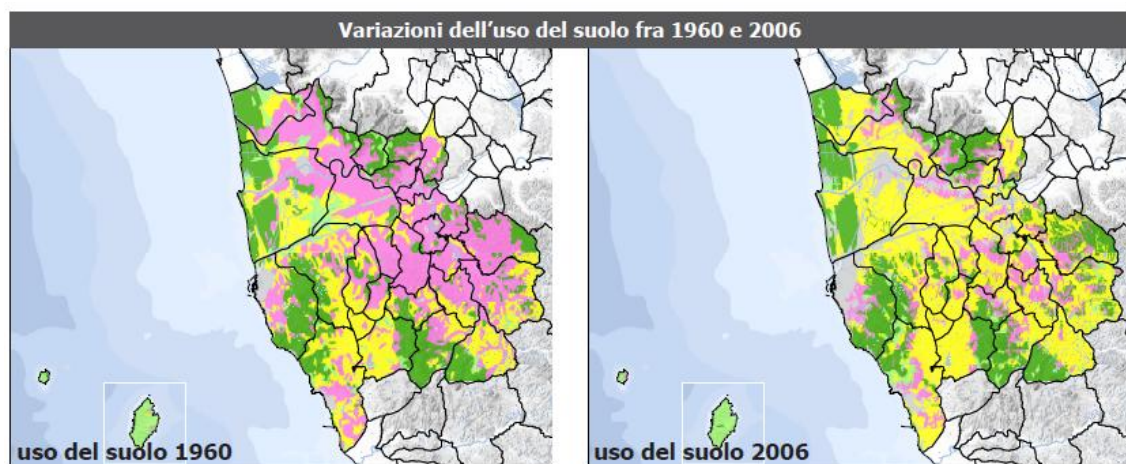 Variazioni dell'uso del suolo fra 1960 e 2006
uso del suolo 1960
uso del suolo 2006